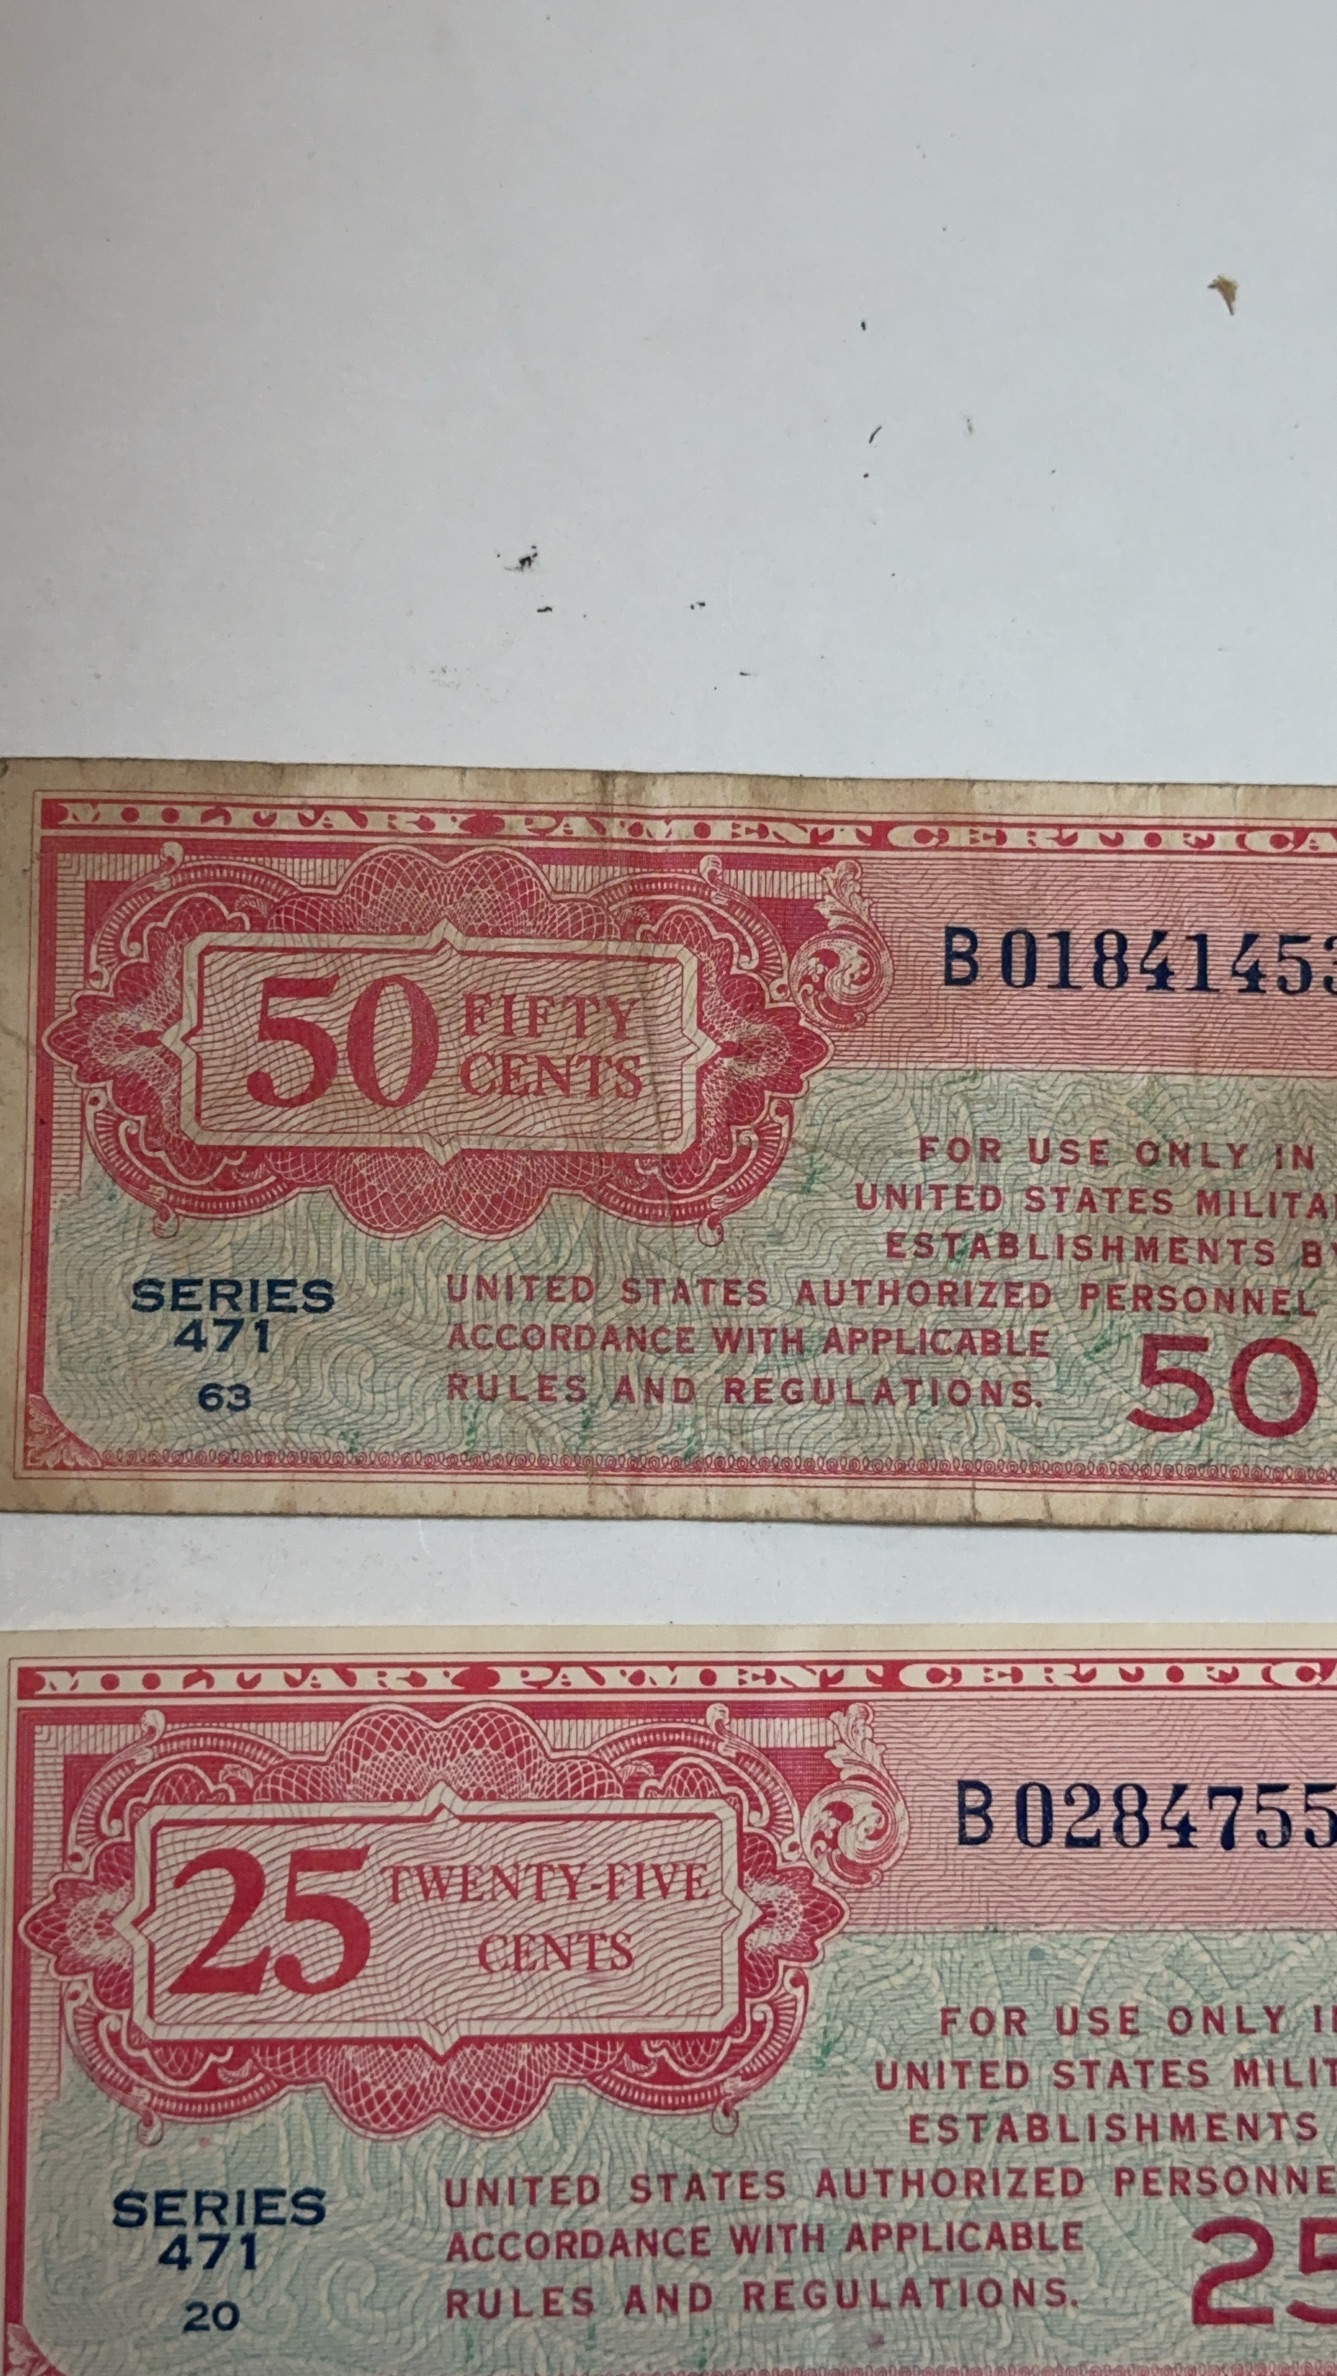 MILITARY PAYMENT CERTIFICA
50 FIFTY
CENTS
B01841453
FOR USE ONLY IN
UNITED STATES MILITA
ESTABLISHMENTS BY
UNITED STATES AUTHORIZED PERSONNEL
ACCORDANCE WITH APPLICABLE
RULES AND REGULATIONS.
50
SERIES
471
63
MILITARY PAYMENT CERTIFICA
25 TWENTY-FIVE
CENTS
B0284755
FOR USE ONLY I
UNITED STATES MILIT
ESTABLISHMENTS
UNITED STATES AUTHORIZED PERSONNE
ACCORDANCE WITH APPLICABLE
RULES AND REGULATIONS.
25
SERIES
471
20